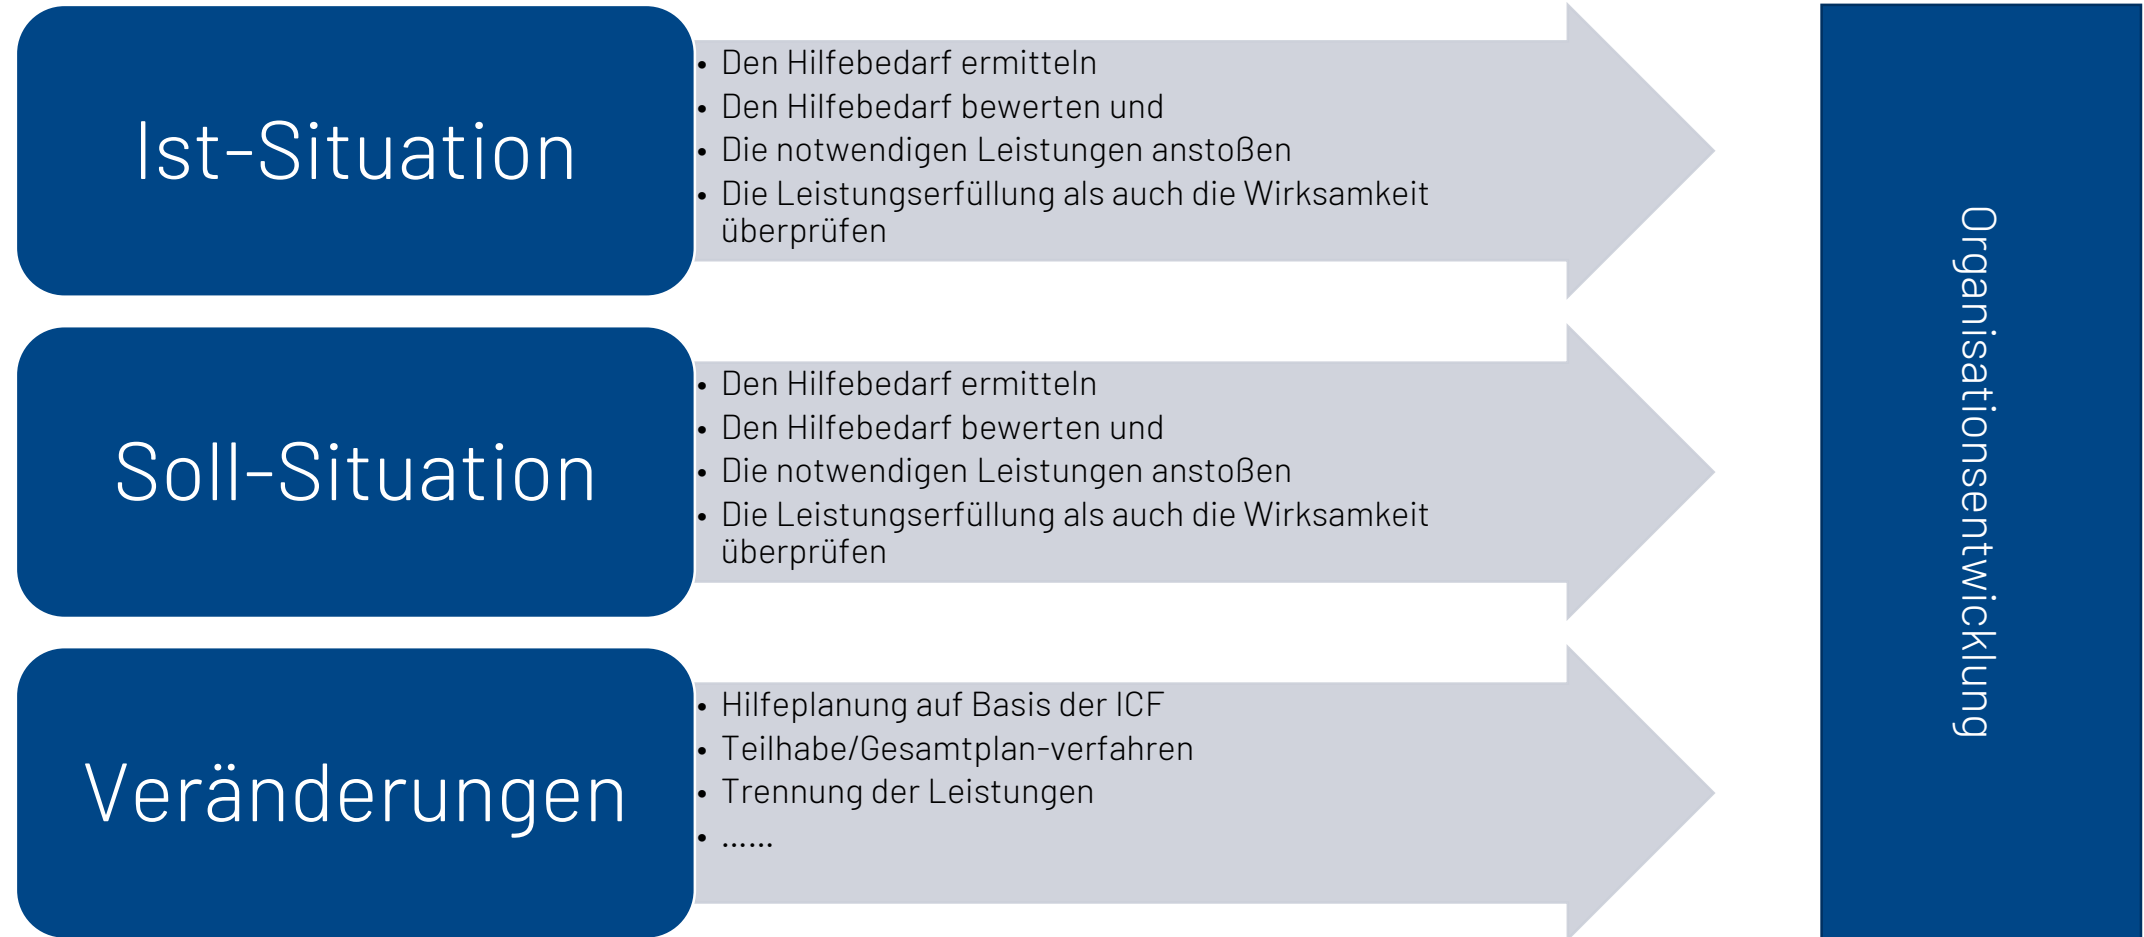 Ist-Situation
• Den Hilfebedarf ermitteln
• Den Hilfebedarf bewerten und
• Die notwendigen Leistungen anstoßen
• Die Leistungserfüllung als auch die Wirksamkeit
überprüfen
Soll-Situation
• Den Hilfebedarf ermitteln
• Den Hilfebedarf bewerten und
• Die notwendigen Leistungen anstoßen
• Die Leistungserfüllung als auch die Wirksamkeit
überprüfen
Veränderungen
• Hilfeplanung auf Basis der ICF
• Teilhabe/Gesamtplan-verfahren
• Trennung der Leistungen
• ......
Organisationsentwicklung